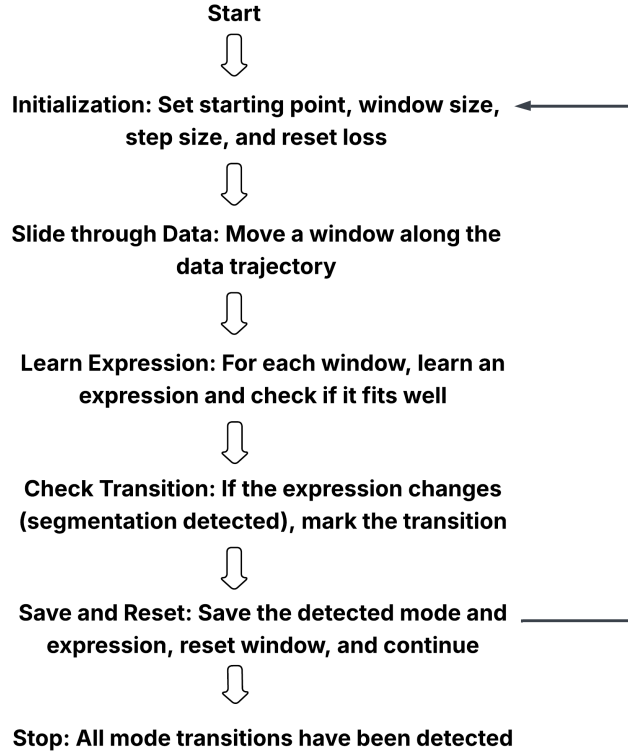 Start
Initialization: Set starting point, window size,
step size, and reset loss
Slide through Data: Move a window along the
data trajectory
Learn Expression: For each window, learn an
expression and check if it fits well
Check Transition: If the expression changes
(segmentation detected), mark the transition
Save and Reset: Save the detected mode and
expression, reset window, and continue
Stop: All mode transitions have been detected